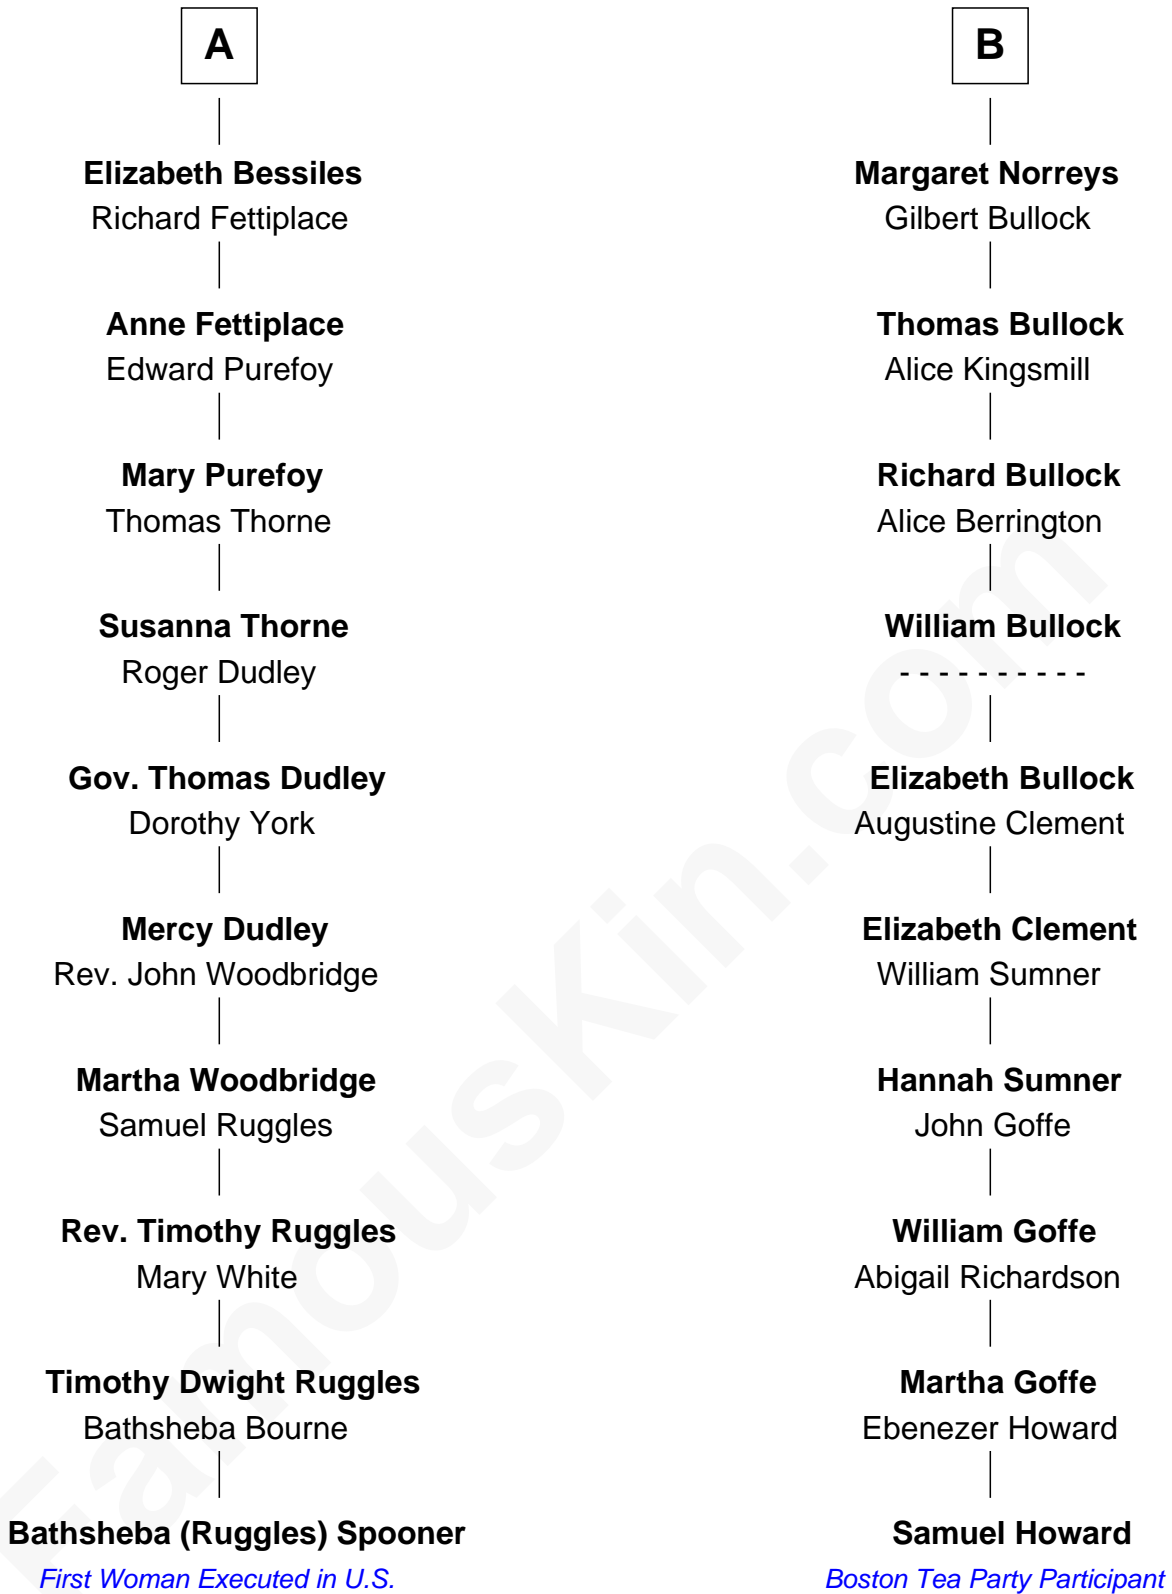 A
Elizabeth Bessiles
Richard Fettiplace
Anne Fettiplace
Edward Purefoy
Mary Purefoy
Thomas Thorne
Susanna Thorne
Roger Dudley
Gov. Thomas Dudley
Dorothy York
Mercy Dudley
Rev. John Woodbridge
Martha Woodbridge
Samuel Ruggles
Rev. Timothy Ruggles
Mary White
Timothy Dwight Ruggles
Bathsheba Bourne
Bathsheba (Ruggles) Spooner
First Woman Executed in U.S.
B
Margaret Norreys
Gilbert Bullock
Thomas Bullock
Alice Kingsmill
Richard Bullock
Alice Berrington
William Bullock
- - - - - - - - - -
Elizabeth Bullock
Augustine Clement
Elizabeth Clement
William Sumner
Hannah Sumner
John Goffe
William Goffe
Abigail Richardson
Martha Goffe
Ebenezer Howard
Samuel Howard
Boston Tea Party Participant
FamousKin.com